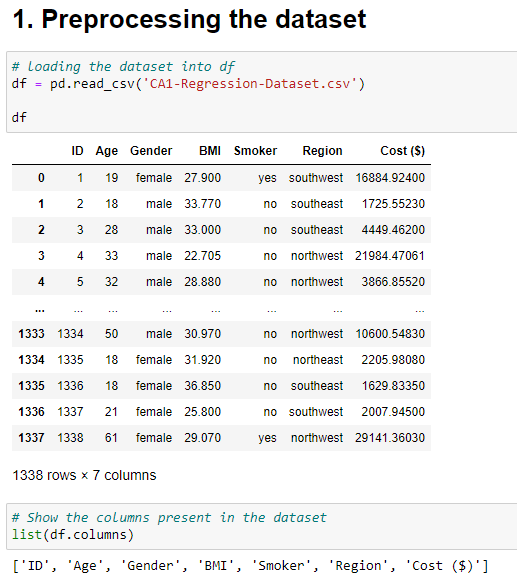 1. Preprocessing the dataset
# Loading the dataset into df
df = pd.read_csv('CA1-Regression-Dataset.csv')
df
ID Age Gender BMI Smoker Region Cost ($)
0 1 19 female 27.900 yes southwest 16884.92400
1 2 18 male 33.770 no southeast 1725.55230
2 3 28 male 33.000 no southeast 4449.46200
3 4 33 male 22.705 no northwest 21984.47061
4 5 32 male 28.880 no northwest 3866.85520
... ... ... ... ... ... ... ...
1333 1334 50 male 30.970 no northwest 10600.54830
1334 1335 18 female 31.920 no northeast 2205.98080
1335 1336 18 female 36.850 no southeast 1629.83350
1336 1337 21 female 25.800 no southwest 2007.94500
1337 1338 61 female 29.070 yes northwest 29141.36030
1338 rows × 7 columns
# Show the columns present in the dataset
list(df.columns)
['ID', 'Age', 'Gender', 'BMI', 'Smoker', 'Region', 'Cost ($)']